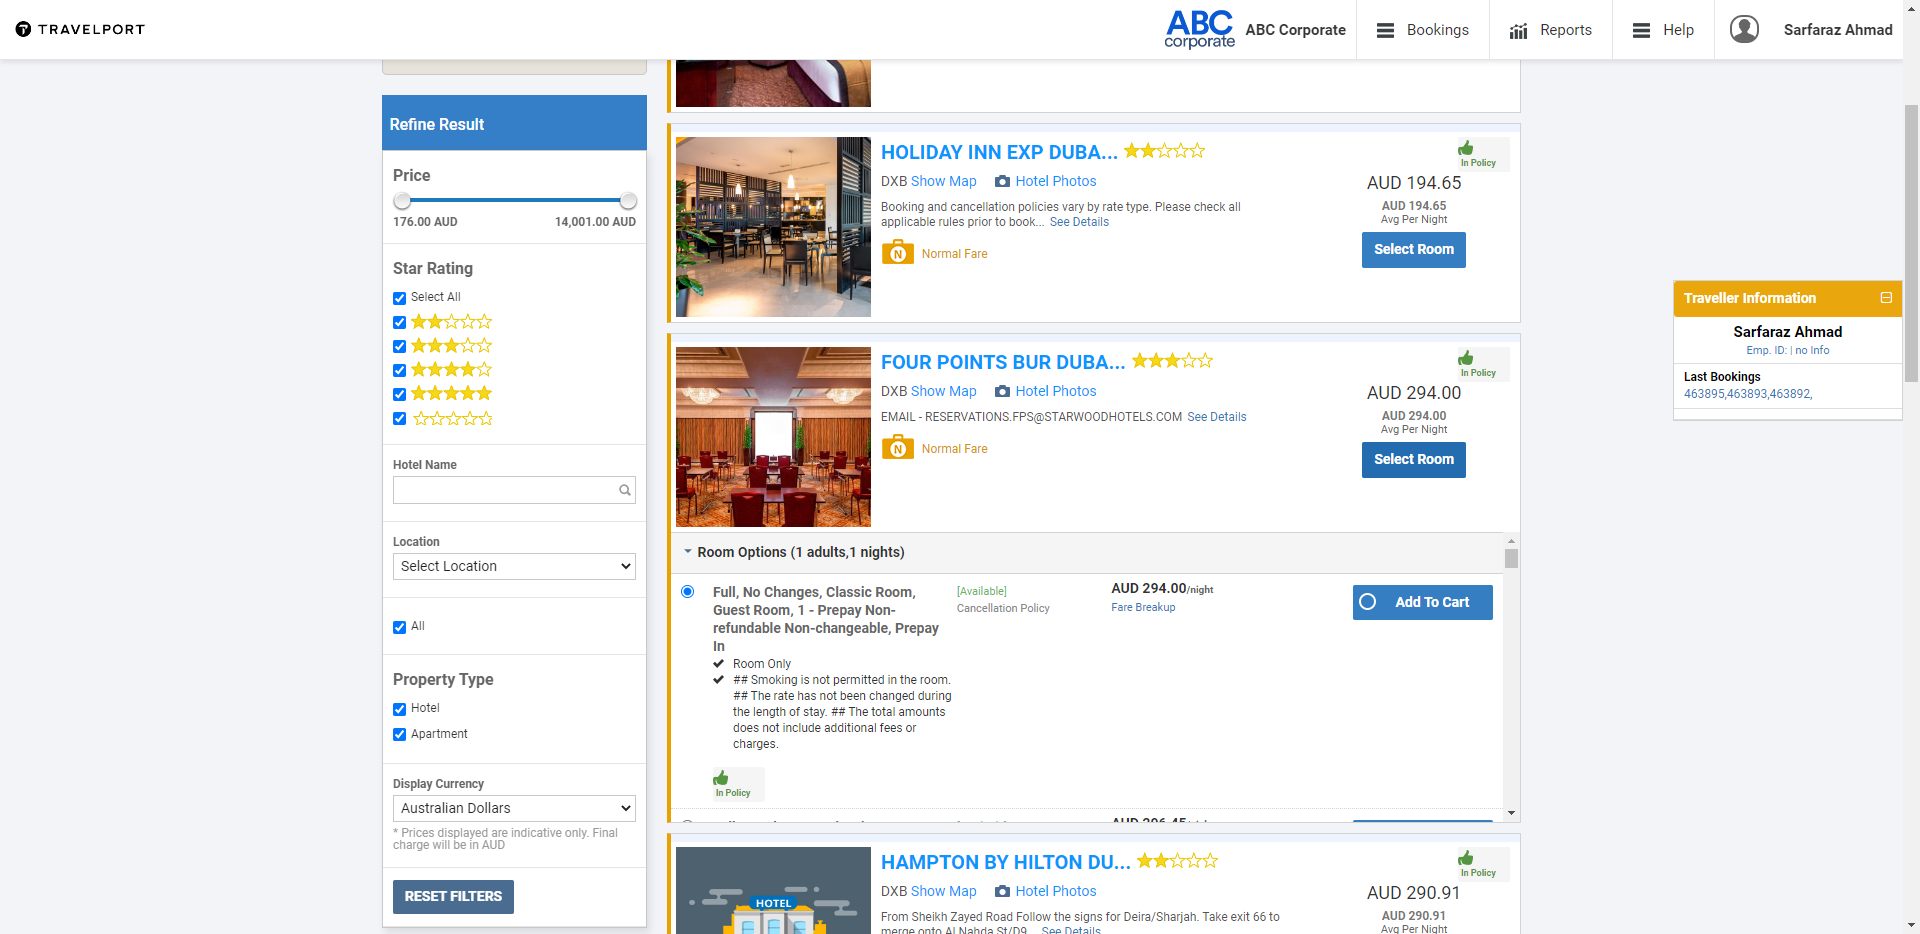 TRAVELPORT
ABC
corporate
ABC Corporate
Bookings
Reports
Help
Sarfaraz Ahmad
Refine Result
Price
176.00 AUD
14,001.00 AUD
Star Rating
Select All
Hotel Name
Location
Select Location
All
Property Type
Hotel
Apartment
Display Currency
Australian Dollars
* Prices displayed are indicative only. Final
charge will be in AUD
RESET FILTERS
HOLIDAY INN EXP DUBA...
DXB Show Map Hotel Photos
Booking and cancellation policies vary by rate type. Please check all
applicable rules prior to book... See Details
N Normal Fare
In Policy
AUD 194.65
AUD 194.65
Avg Per Night
Select Room
FOUR POINTS BUR DUBA...
DXB Show Map Hotel Photos
EMAIL - RESERVATIONS.FPS@STARWOODHOTELS.COM See Details
N Normal Fare
In Policy
AUD 294.00
AUD 294.00
Avg Per Night
Select Room
Room Options (1 adults,1 nights)
Full, No Changes, Classic Room,
Guest Room, 1 - Prepay Non-
refundable Non-changeable, Prepay
In
Room Only
## Smoking is not permitted in the room.
## The rate has not been changed during
the length of stay. ## The total amounts
does not include additional fees or
charges.
In Policy
[Available]
Cancellation Policy
AUD 294.00/night
Fare Breakup
Add To Cart
HAMPTON BY HILTON DU...
DXB Show Map Hotel Photos
From Sheikh Zayed Road Follow the signs for Deira/Sharjah. Take exit 66 to
merge onto Al Nahda St/D9... See Details
HOTEL
In Policy
AUD 290.91
AUD 290.91
Avg Per Night
Traveller Information
Sarfaraz Ahmad
Emp. ID: | no Info
Last Bookings
463895,463893,463892,